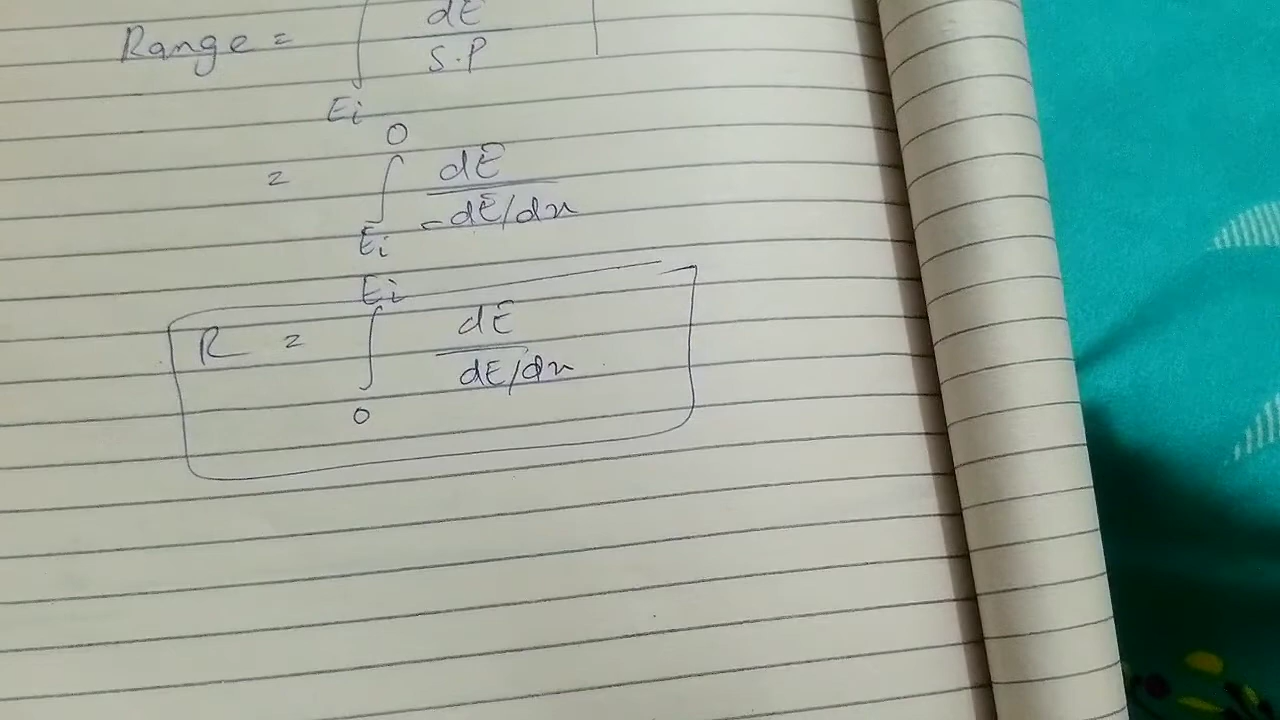 Range = ∫ dE / S.P
Ei
0
= ∫ dE / -dE/dx
Ei
Ei
R = ∫ dE / dE/dx
0